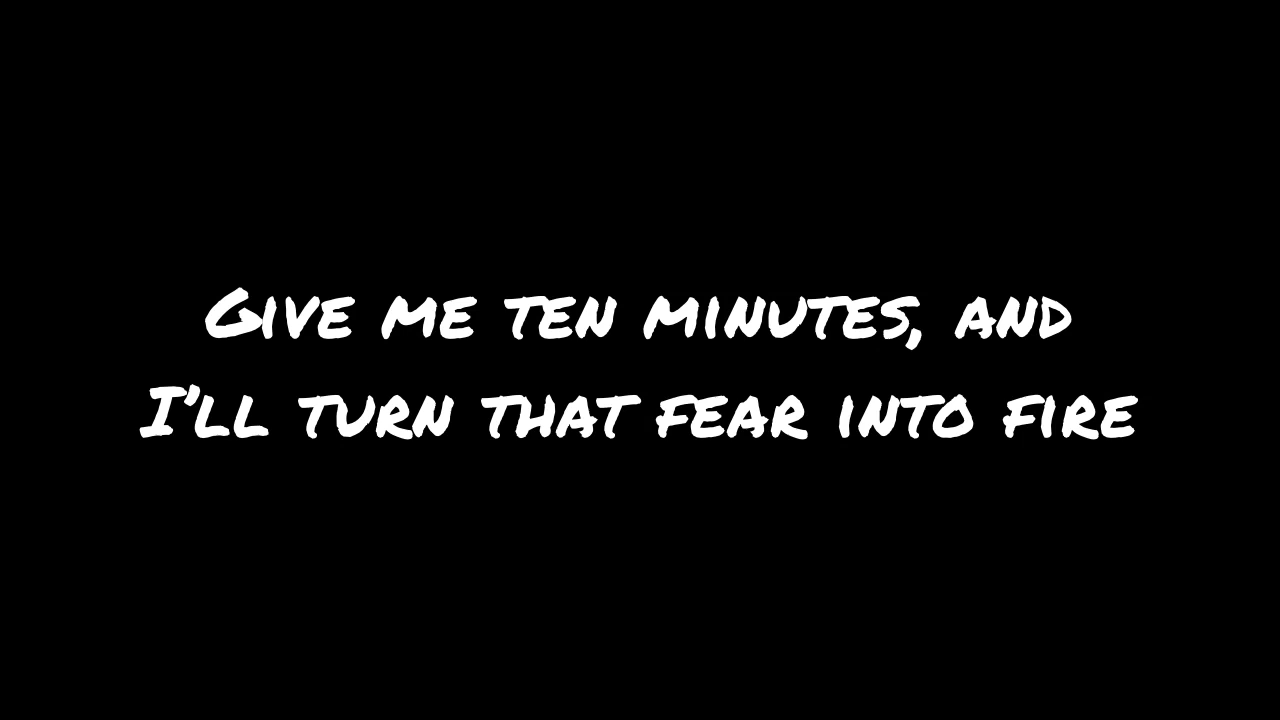 Give me ten minutes, and
I'll turn that fear into fire